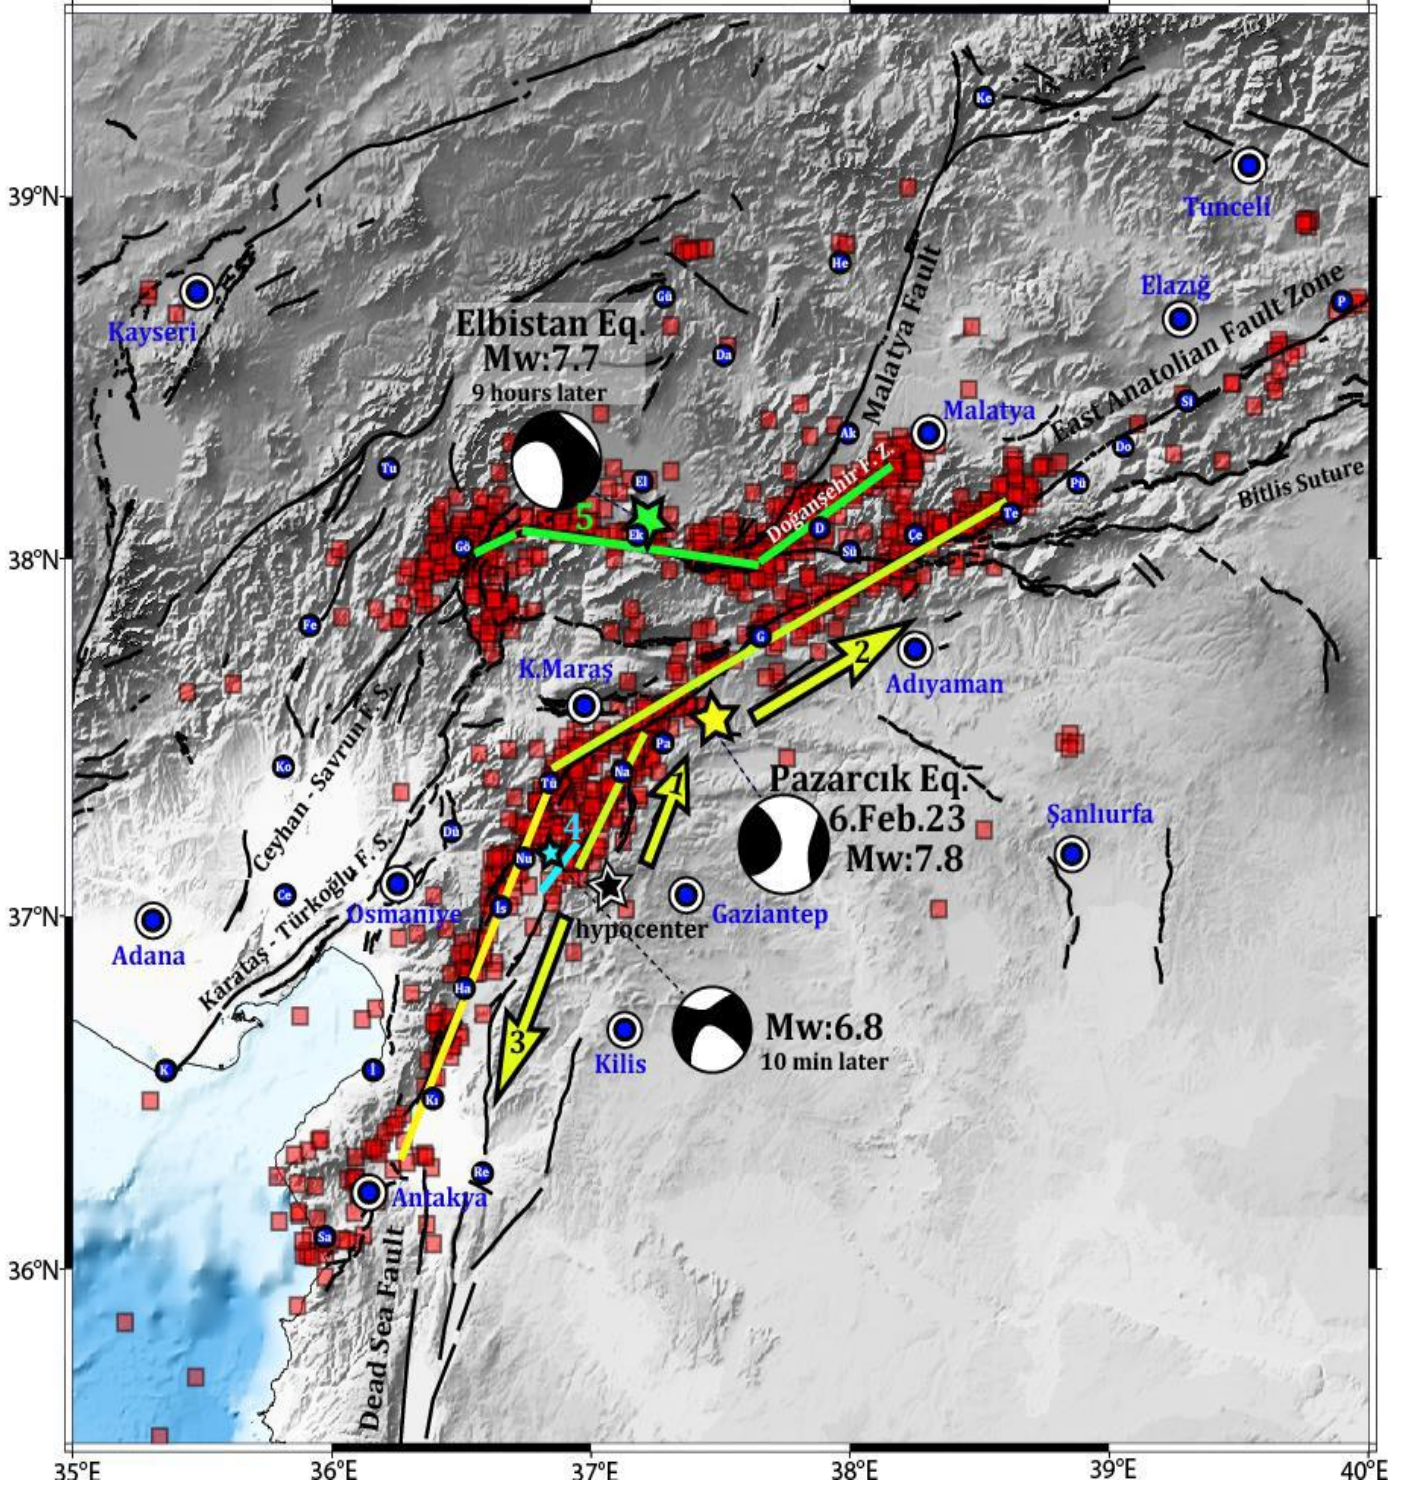 Ke
39°N
Tunceli
He
Elazığ
Gü
P
Kayseri
Elbistan Eq.
Mw:7.7
9 hours later
Da
Malatya Fault
East Anatolian Fault Zone
Si
Malatya
Ak
Do
Tu
El
Pü
Bitlis Suture
5
Doğanşehir F. Z.
Te
Ek
D
Çe
Gö
Sü
38°N
5
Fe
G
2
K.Maraş
Adıyaman
Pa
Ko
Na
Tü
1
Pazarcık Eq.
6.Feb.23
Mw:7.8
Ceyhan - Savrun F. S.
Şanlıurfa
Dü
4
Nu
Ce
İs
37°N
Osmaniye
Gaziantep
Adana
hypocenter
Karataş - Türkoğlu F. S.
Ha
3
Mw:6.8
10 min later
Kilis
K
İ
Kı
Re
Antakya
Sa
36°N
Dead Sea Fault
35°E
36°E
37°E
38°E
39°E
40°E